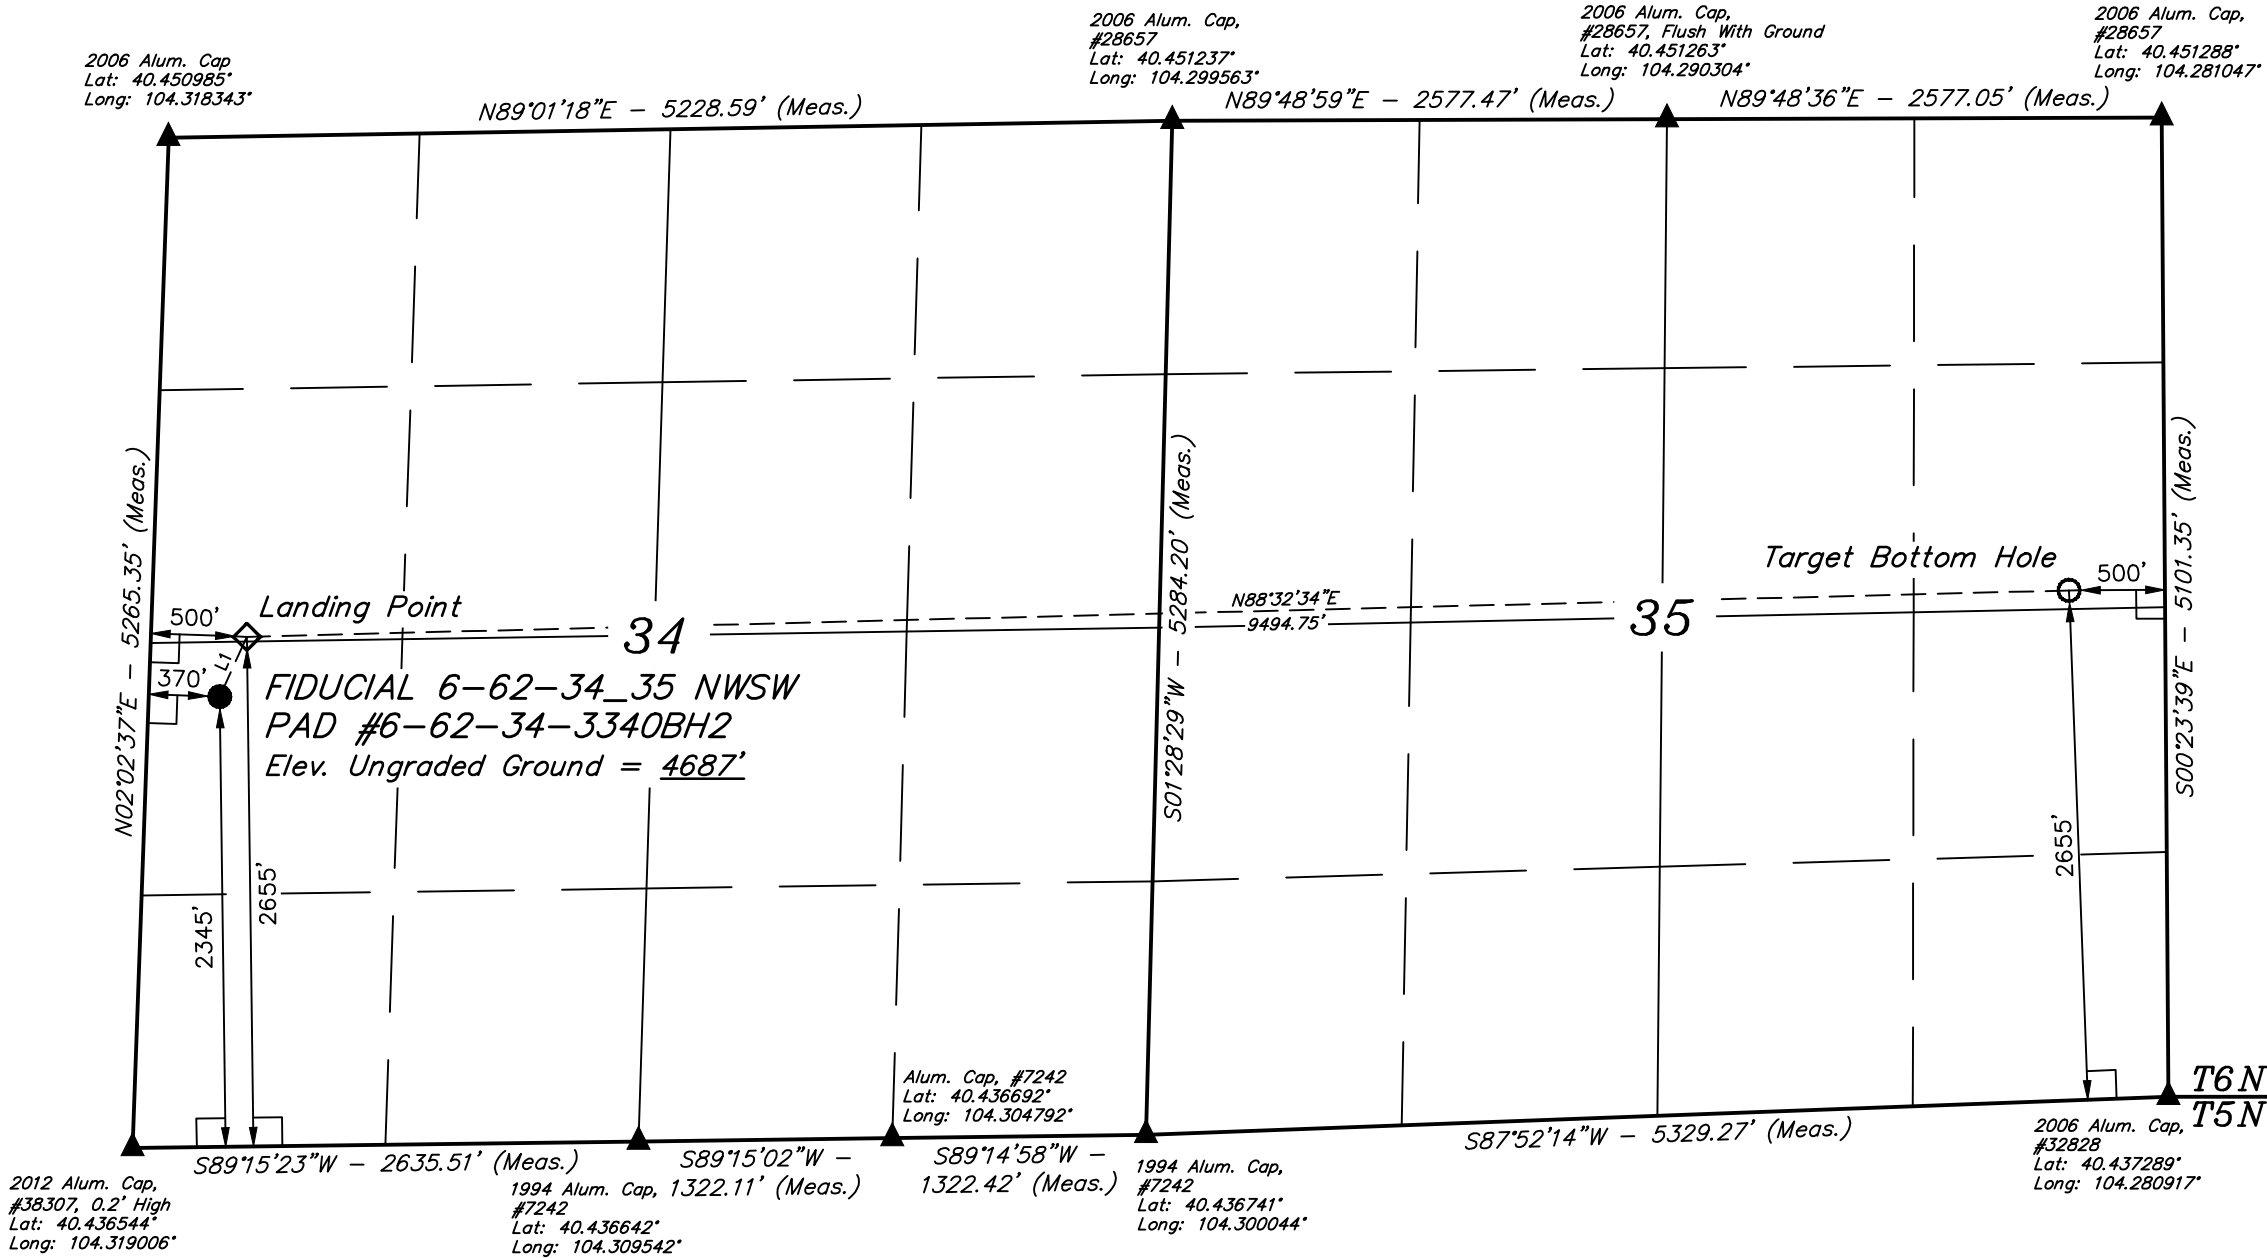 2006 Alum. Cap
Lat: 40.450985°
Long: 104.318343°
2006 Alum. Cap,
#28657
Lat: 40.451237°
Long: 104.299563°
2006 Alum. Cap,
#28657, Flush With Ground
Lat: 40.451263°
Long: 104.290304°
2006 Alum. Cap,
#28657
Lat: 40.451288°
Long: 104.281047°
N89°01'18"E - 5228.59' (Meas.)
N89°48'59"E - 2577.47' (Meas.)
N89°48'36"E - 2577.05' (Meas.)
N02°02'37"E - 5265.35' (Meas.)
S01°28'29"W - 5284.20' (Meas.)
S00°23'39"E - 5101.35' (Meas.)
Target Bottom Hole
500'
500'
Landing Point
N88°32'34"E
9494.75'
34
35
L1
370'
FIDUCIAL 6-62-34_35 NWSW
PAD #6-62-34-3340BH2
Elev. Ungraded Ground = 4687'
2345'
2655'
2655'
Alum. Cap, #7242
Lat: 40.436692°
Long: 104.304792°
T6N
T5N
S89°15'23"W - 2635.51' (Meas.)
S89°15'02"W -
1322.11' (Meas.)
S89°14'58"W -
1322.42' (Meas.)
S87°52'14"W - 5329.27' (Meas.)
2012 Alum. Cap,
#38307, 0.2' High
Lat: 40.436544°
Long: 104.319006°
1994 Alum. Cap,
#7242
Lat: 40.436642°
Long: 104.309542°
1994 Alum. Cap,
#7242
Lat: 40.436741°
Long: 104.300044°
2006 Alum. Cap,
#32828
Lat: 40.437289°
Long: 104.280917°